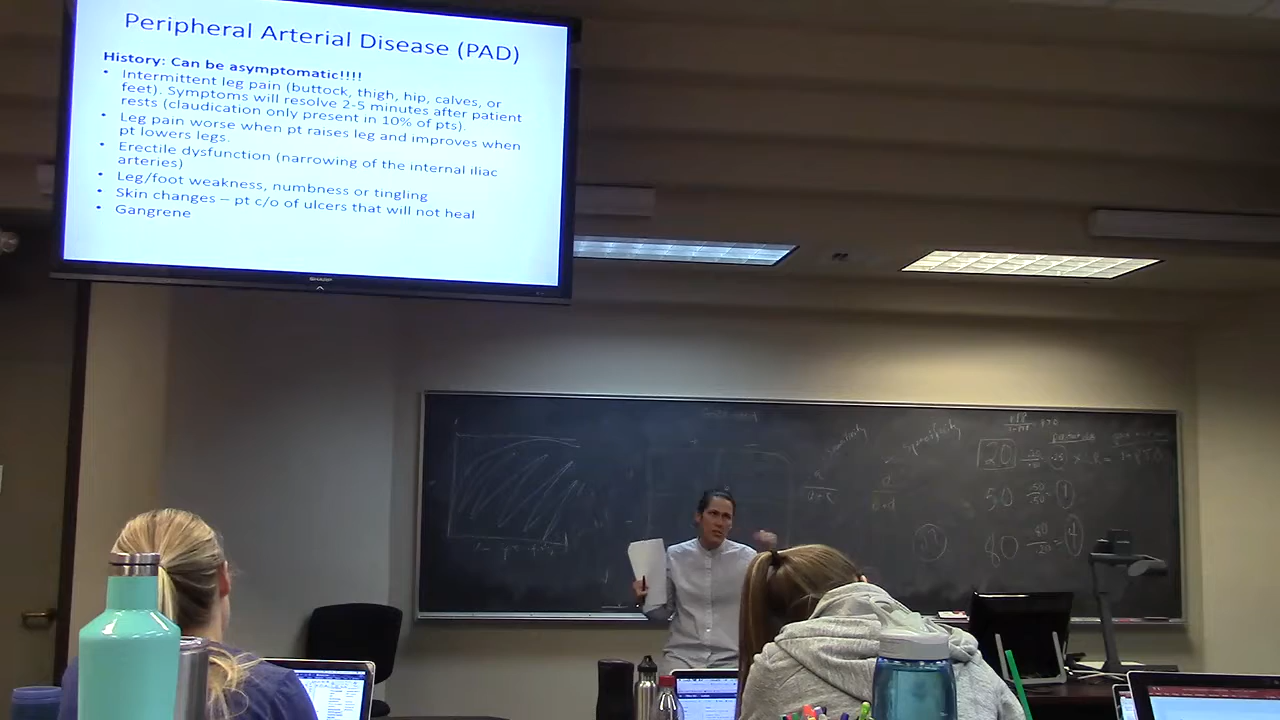 Peripheral Arterial Disease (PAD)
History: Can be asymptomatic!!!!
• Intermittent leg pain (buttock, thigh, hip, calves, or
feet). Symptoms will resolve 2-5 minutes after patient
rests (claudication only present in 10% of pts).
• Leg pain worse when pt raises leg and improves when
pt lowers legs.
• Erectile dysfunction (narrowing of the internal iliac
arteries)
• Leg/foot weakness, numbness or tingling
• Skin changes – pt c/o of ulcers that will not heal
• Gangrene
SHARP
sensitivity
specificity
20
50
80